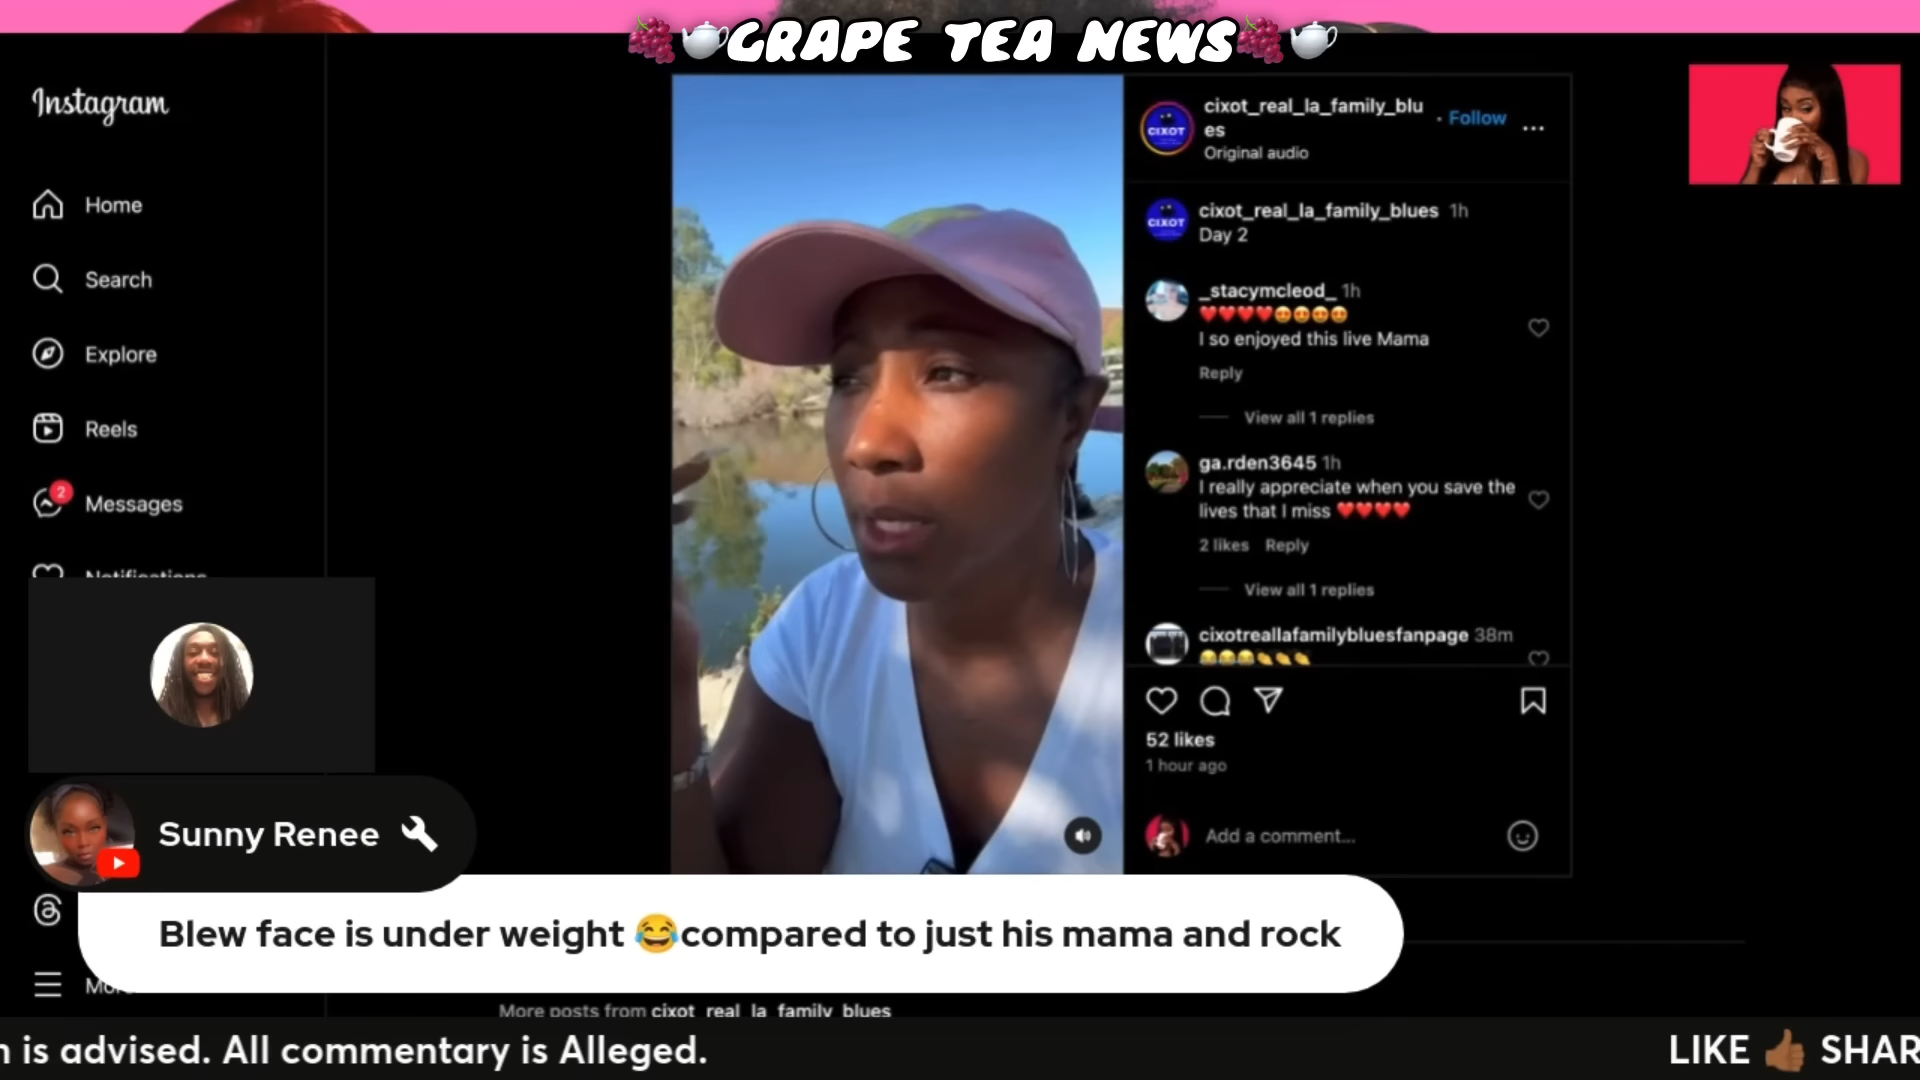 GRAPE TEA NEWS
Instagram
Home
Search
Explore
Reels
2
Messages
Notifications
CIXOT
cixot_real_la_family_blu
es
• Follow
Original audio
CIXOT
cixot_real_la_family_blues 1h
Day 2
_stacymcleod_ 1h
❤️❤️❤️❤️😍😍😍😍
I so enjoyed this live Mama
Reply
View all 1 replies
ga.rden3645 1h
I really appreciate when you save the
lives that I miss ❤️❤️❤️❤️
2 likes Reply
View all 1 replies
cixotreallafamilybluesfanpage 38m
😂😂😂👏👏👏
52 likes
1 hour ago
Add a comment...
Sunny Renee
Blew face is under weight 😂compared to just his mama and rock
More
More posts from cixot_real_la_family_blues
n is advised. All commentary is Alleged.
LIKE 👍🏾 SHAR